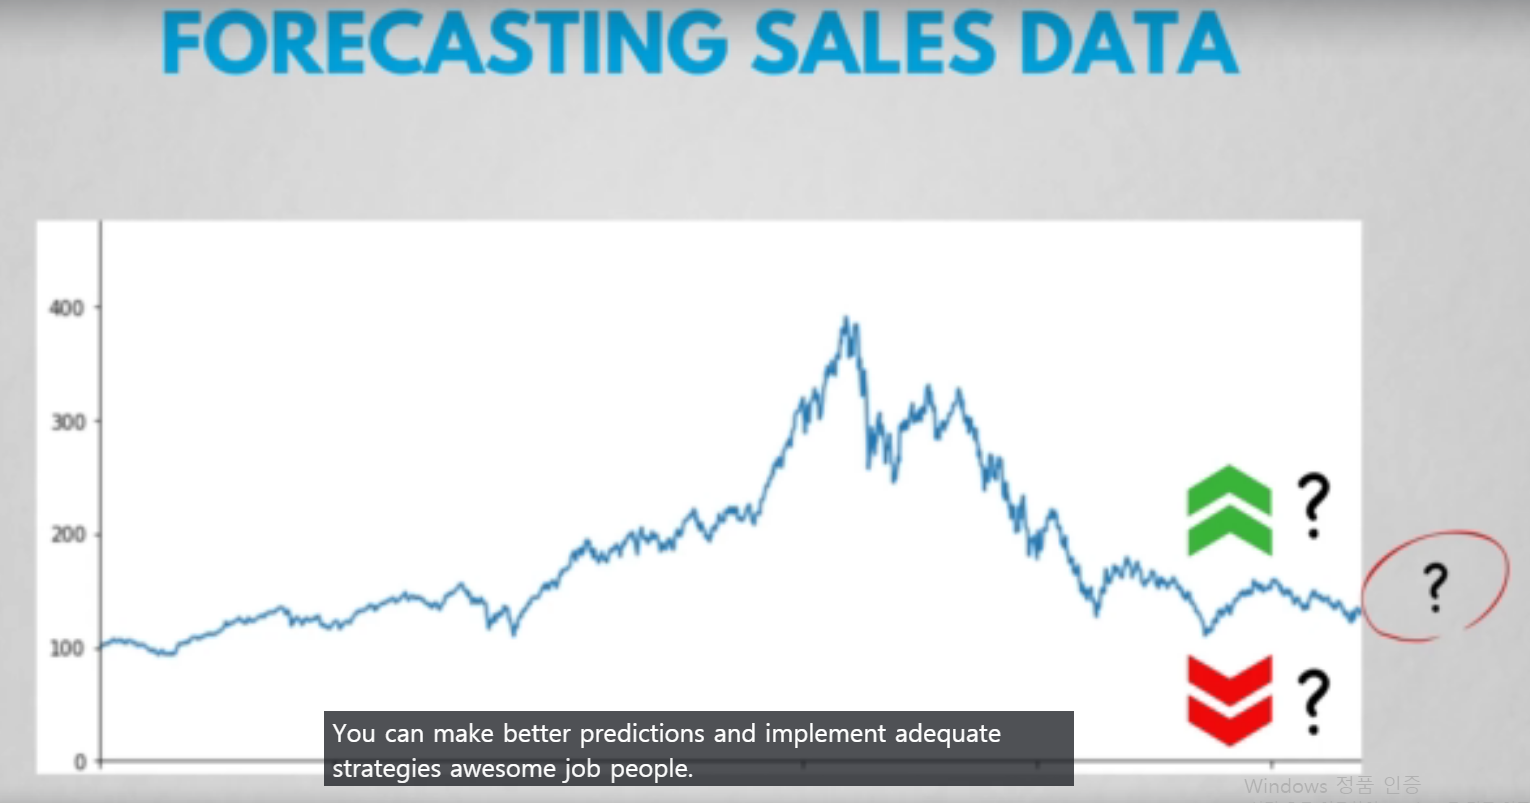 FORECASTING SALES DATA
400
300
200
100
0
?
?
?
You can make better predictions and implement adequate
strategies awesome job people.
Windows 정품 인증